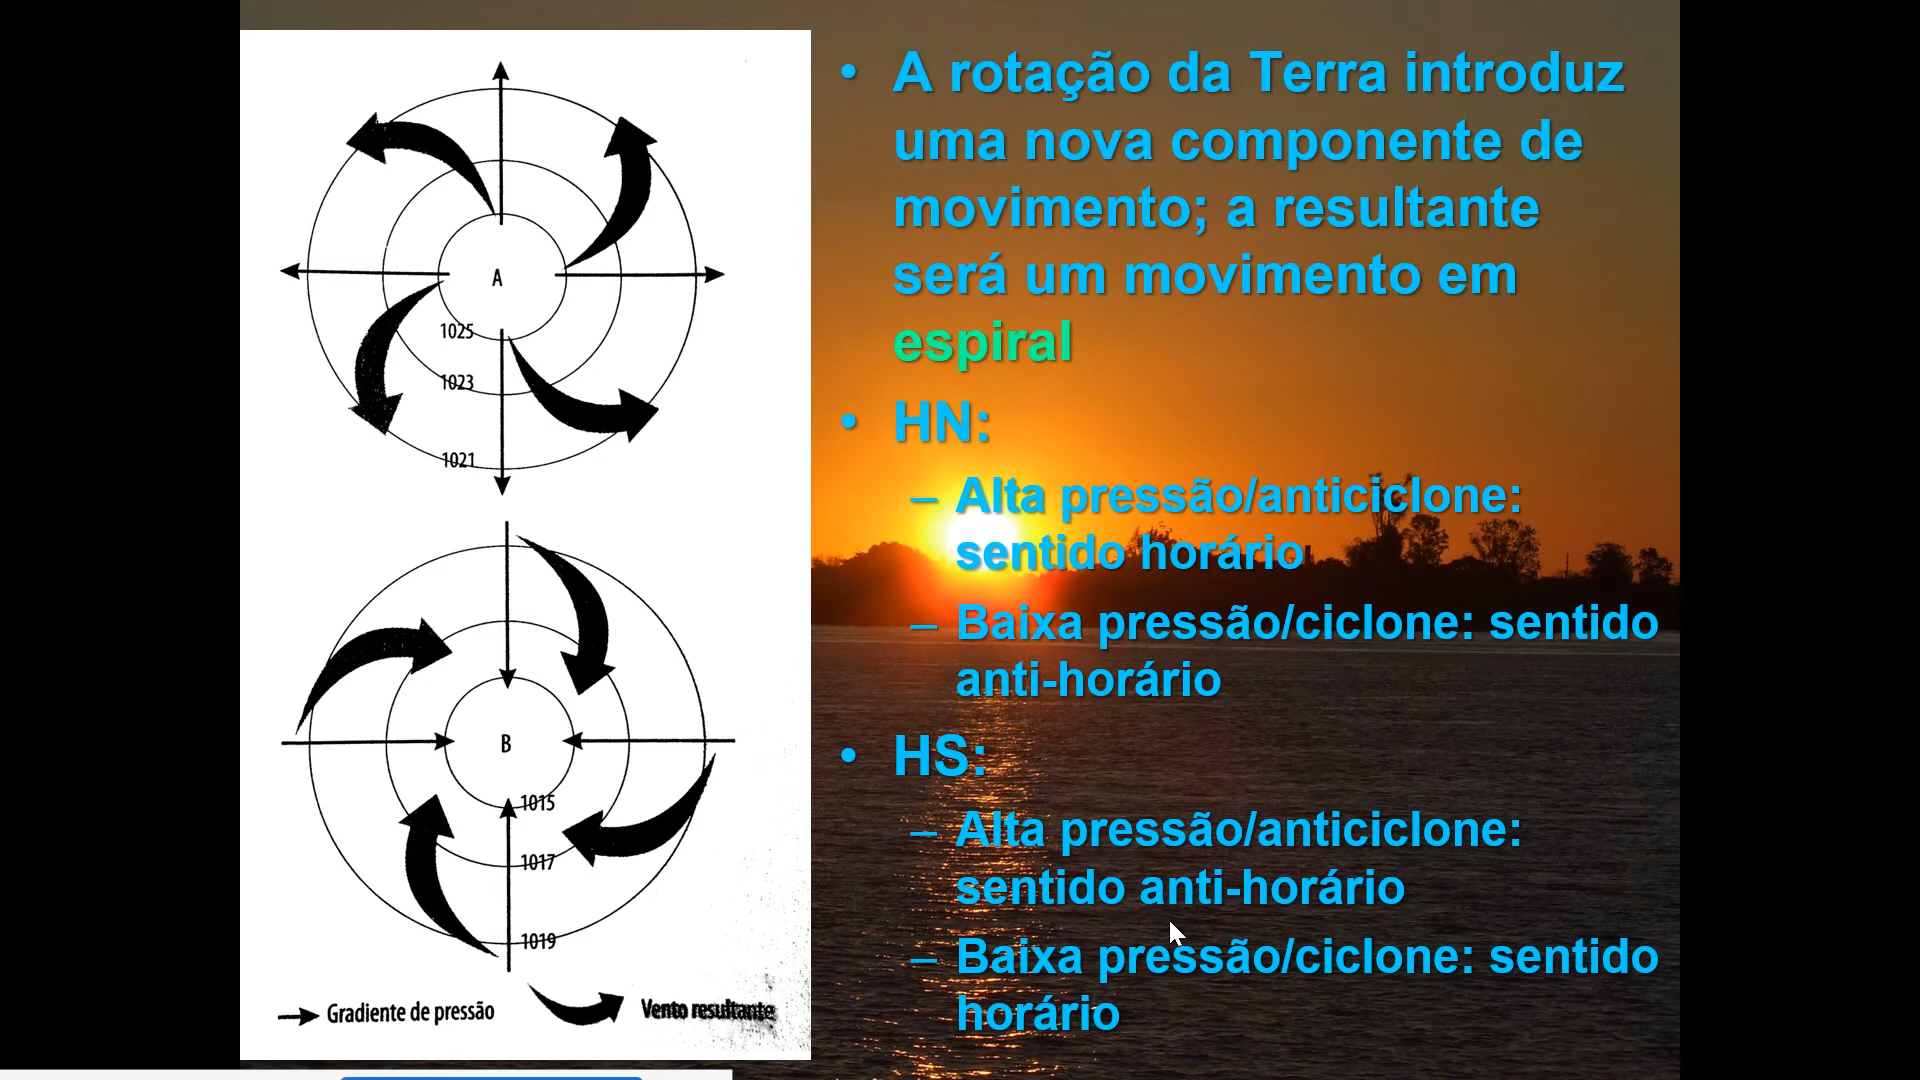 A
1025
1023
1021
B
1015
1017
1019
Gradiente de pressão
Vento resultante
• A rotação da Terra introduz
uma nova componente de
movimento; a resultante
será um movimento em
espiral
• HN:
– Alta pressão/anticiclone:
sentido horário
– Baixa pressão/ciclone: sentido
anti-horário
• HS:
– Alta pressão/anticiclone:
sentido anti-horário
– Baixa pressão/ciclone: sentido
horário